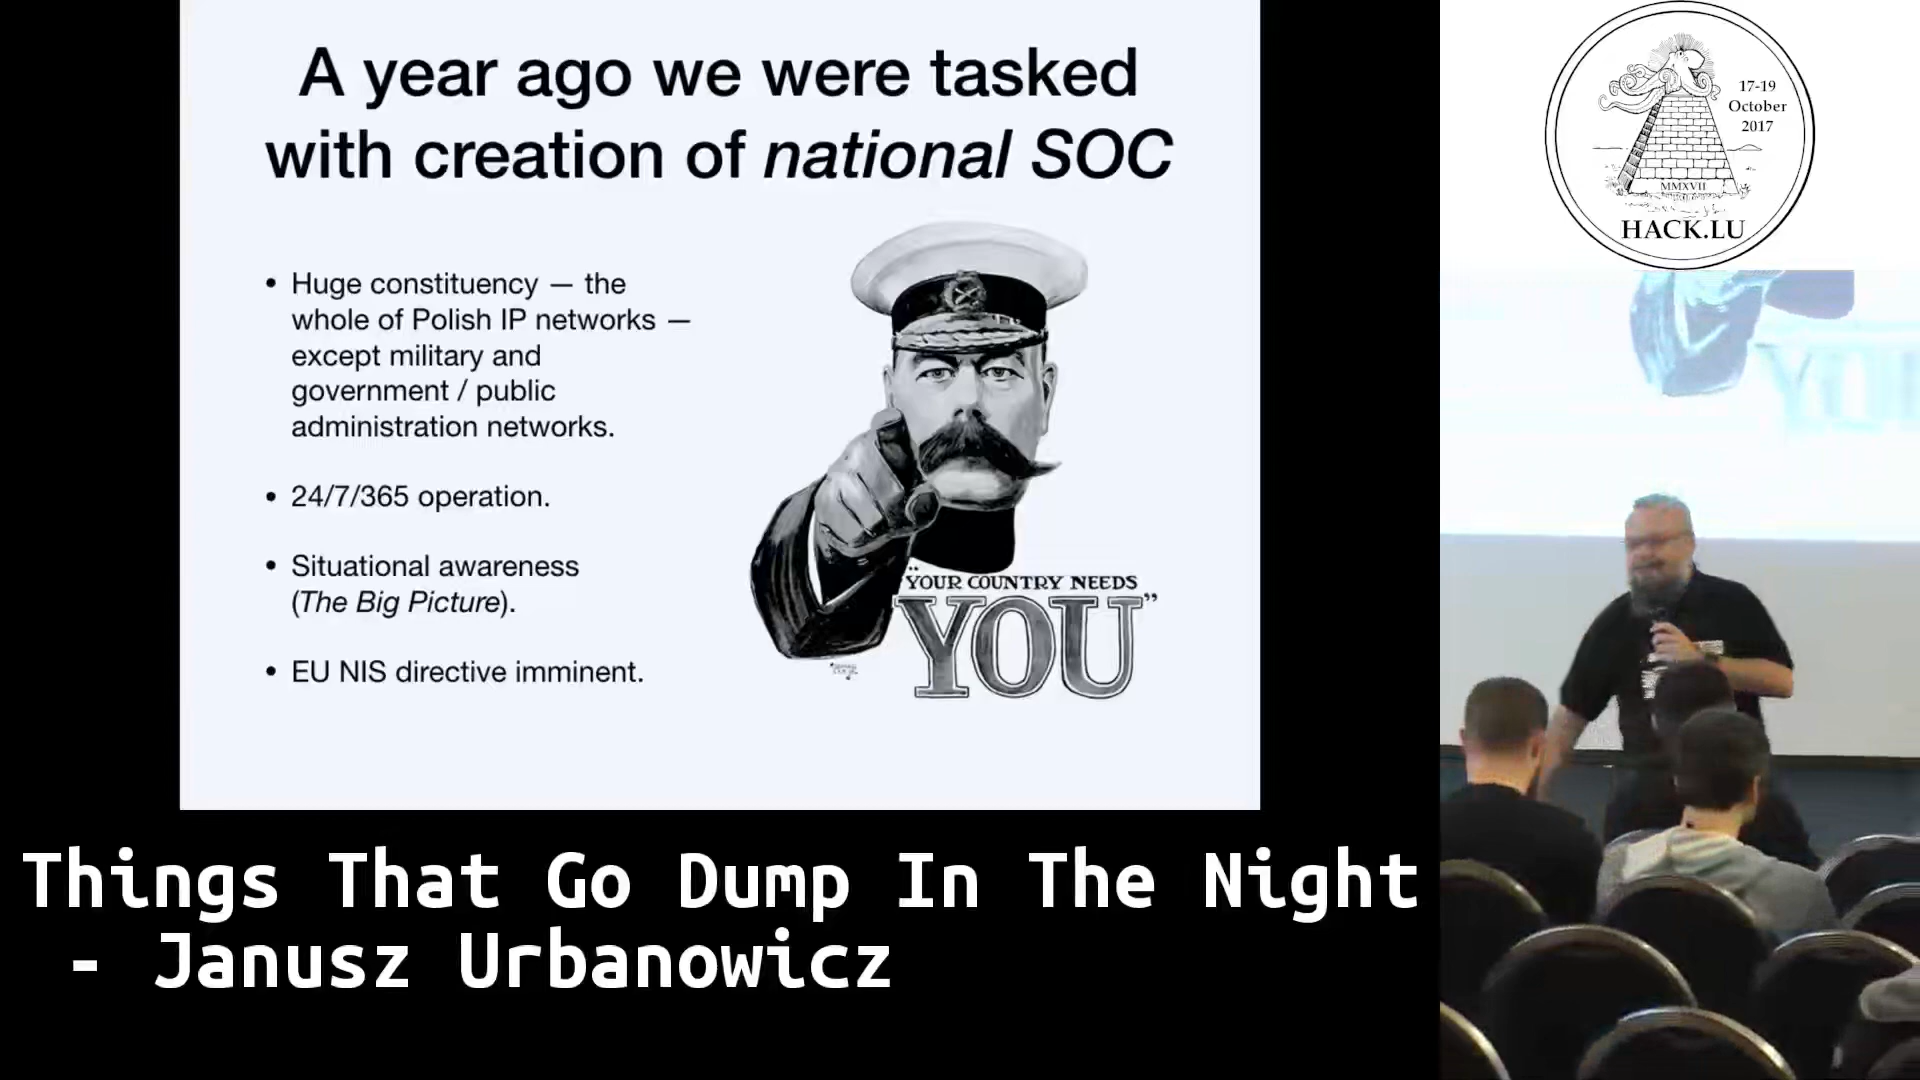 A year ago we were tasked
with creation of national SOC
• Huge constituency — the
whole of Polish IP networks —
except military and
government / public
administration networks.
• 24/7/365 operation.
• Situational awareness
(The Big Picture).
• EU NIS directive imminent.
"YOUR COUNTRY NEEDS
YOU"
17-19
October
2017
MMXVII
HACK.LU
YOU
Things That Go Dump In The Night
- Janusz Urbanowicz